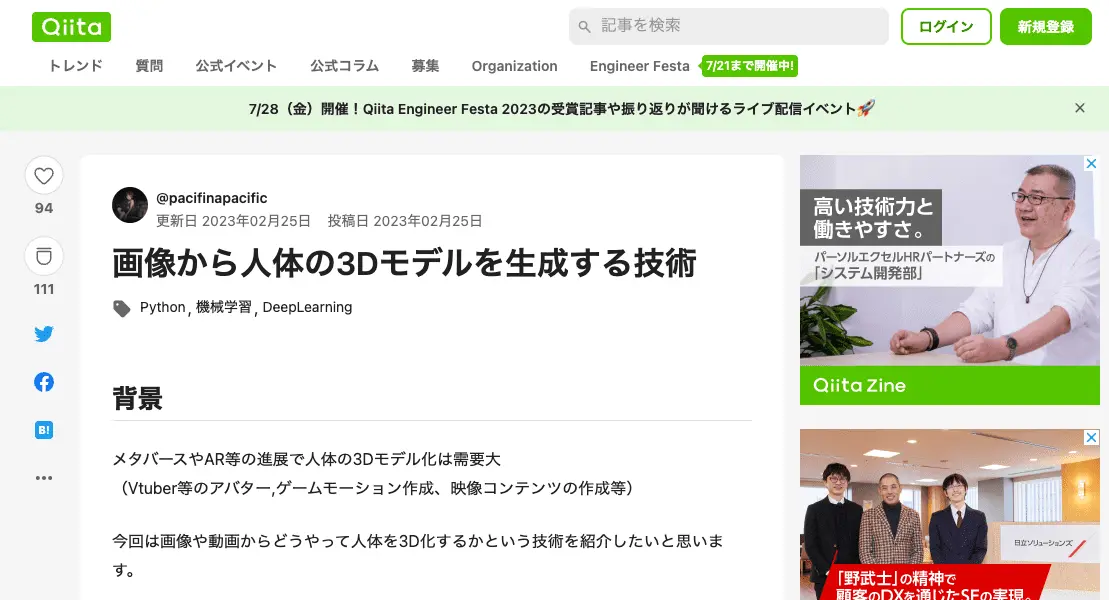 Qiita
記事を検索
ログイン
新規登録
トレンド 質問 公式イベント 公式コラム 募集 Organization Engineer Festa 7/21まで開催中!
7/28（金）開催！Qiita Engineer Festa 2023の受賞記事や振り返りが聞けるライブ配信イベント🚀
94
111
B!
@pacifinapacific
更新日 2023年02月25日 投稿日 2023年02月25日
画像から人体の3Dモデルを生成する技術
Python, 機械学習, DeepLearning
背景
メタバースやAR等の進展で人体の3Dモデル化は需要大
（Vtuber等のアバター,ゲームモーション作成、映像コンテンツの作成等）
今回は画像や動画からどうやって人体を3D化するかという技術を紹介したいと思いま
す。
高い技術力と
働きやすさ。
パーソルエクセルHRパートナーズの
「システム開発部」
Qiita Zine
日立ソリューションズ
「野武士」の精神で
顧客のDXを通じたSEの実現。